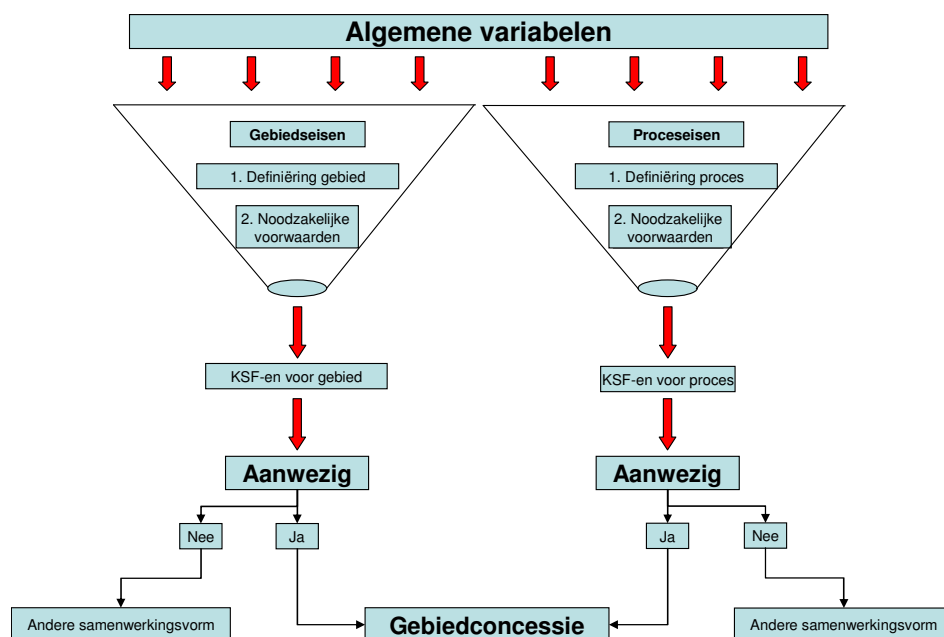 Algemene variabelen
Gebiedseisen
1. Definiëring gebied
2. Noodzakelijke
voorwaarden
Proceseisen
1. Definiëring proces
2. Noodzakelijke
voorwaarden
KSF-en voor gebied
KSF-en voor proces
Aanwezig
Aanwezig
Nee
Ja
Ja
Nee
Andere samenwerkingsvorm
Gebiedconcessie
Andere samenwerkingsvorm